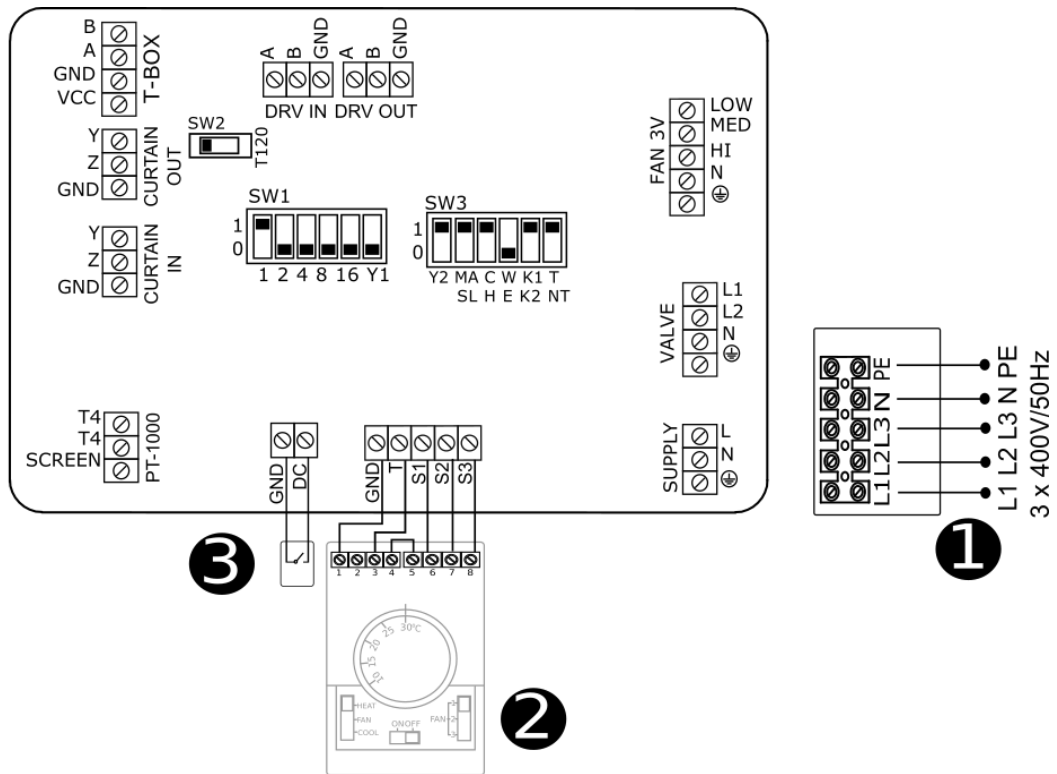 B
A
GND
VCC
T-BOX
A
B
GND
A
B
GND
DRV IN
DRV OUT
Y
Z
GND
CURTAIN
OUT
SW2
T120
LOW
MED
HI
N
FAN 3V
Y
Z
GND
CURTAIN
IN
SW1
1
0
1 2 4 8 16 Y1
SW3
1
0
Y2 MA C W K1 T
SL H E K2 NT
L1
L2
N
VALVE
T4
T4
SCREEN
PT-1000
GND
DC
GND
T
S1
S2
S3
L
N
SUPPLY
PE
N
L3
L2
L1
L1 L2 L3 N PE
3 x 400V/50Hz
1
3
1 2 3 4 5 6 7 8
10
15
20
25
30°C
HEAT
FAN
COOL
ON OFF
FAN
1
2
3
2